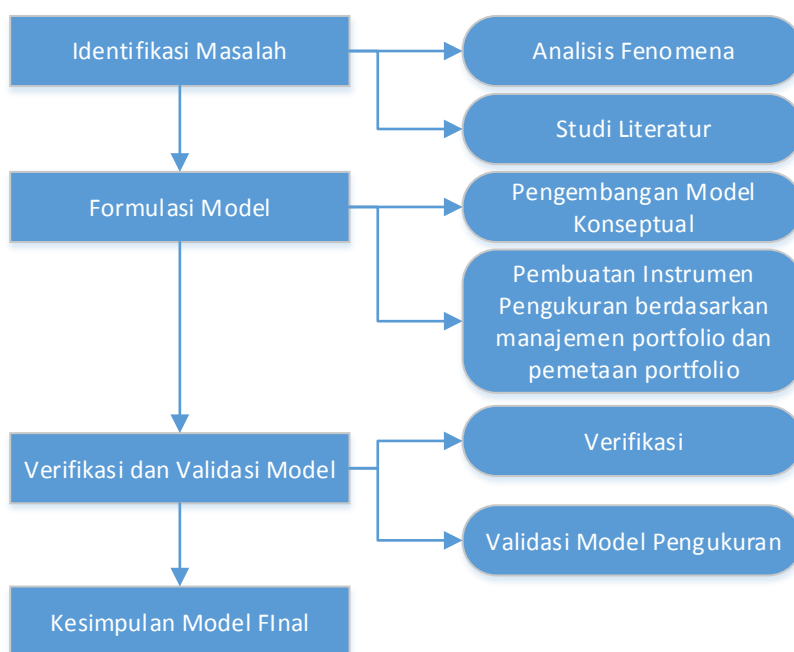 Identifikasi Masalah
Analisis Fenomena
Studi Literatur
Formulasi Model
Pengembangan Model
Konseptual
Pembuatan Instrumen
Pengukuran berdasarkan
manajemen portfolio dan
pemetaan portfolio
Verifikasi dan Validasi Model
Verifikasi
Validasi Model Pengukuran
Kesimpulan Model FInal